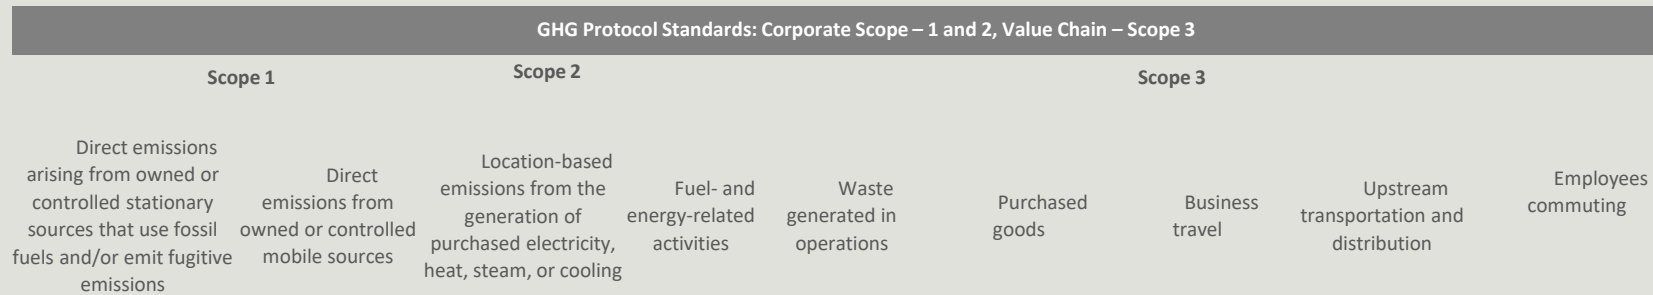 GHG Protocol Standards: Corporate Scope – 1 and 2, Value Chain – Scope 3
Scope 1
Scope 2
Scope 3
Direct emissions
arising from owned or
controlled stationary
sources that use fossil
fuels and/or emit fugitive
emissions
Direct
emissions from
owned or controlled
mobile sources
Location-based
emissions from the
generation of
purchased electricity,
heat, steam, or cooling
Fuel- and
energy-related
activities
Waste
generated in
operations
Purchased
goods
Business
travel
Upstream
transportation and
distribution
Employees
commuting